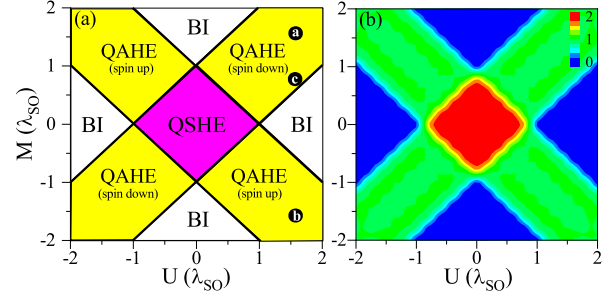 (a)
BI
a
QAHE
(spin up)
QAHE
(spin down)
c
BI
QSHE
BI
QAHE
(spin down)
QAHE
(spin up)
BI
b
2
1
0
-1
-2
M (λSO)
-2
-1
0
1
2
U (λSO)
(b)
2
1
0
2
1
0
-1
-2
-2
-1
0
1
2
U (λSO)